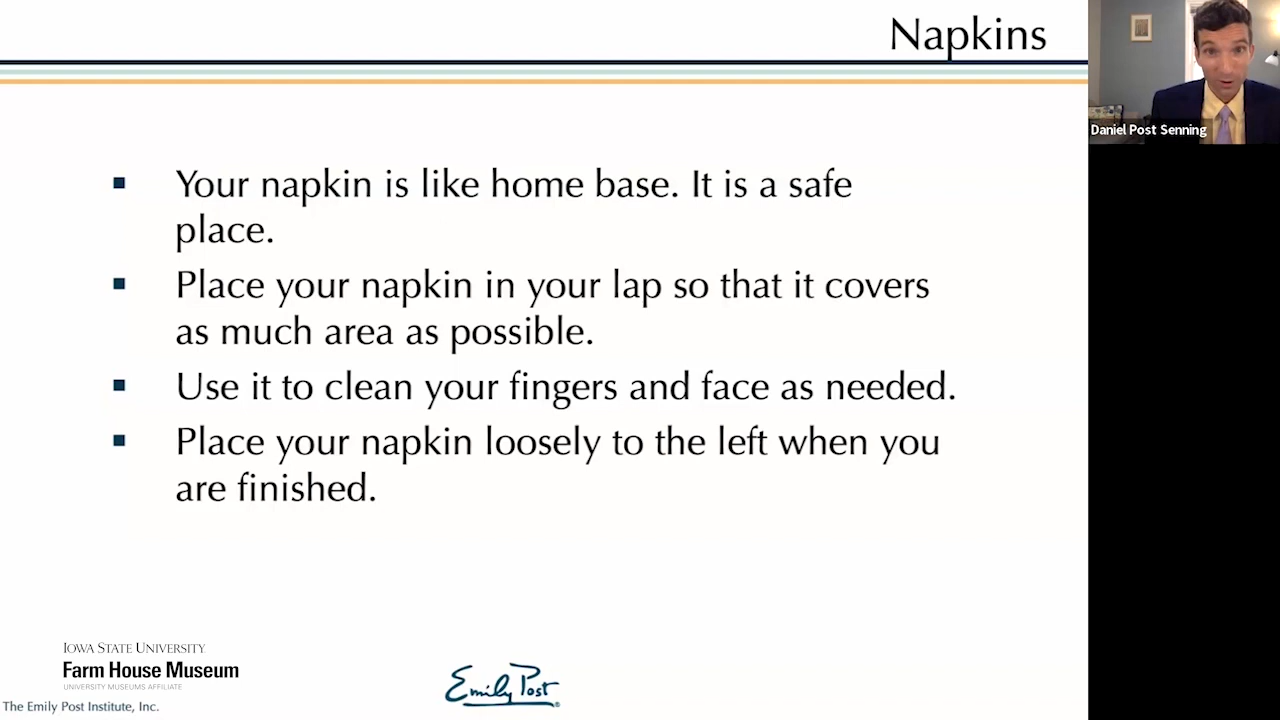 Napkins
Daniel Post Senning
▪ Your napkin is like home base. It is a safe
place.
▪ Place your napkin in your lap so that it covers
as much area as possible.
▪ Use it to clean your fingers and face as needed.
▪ Place your napkin loosely to the left when you
are finished.
IOWA STATE UNIVERSITY
Farm House Museum
UNIVERSITY MUSEUMS AFFILIATE
Emily Post®
The Emily Post Institute, Inc.